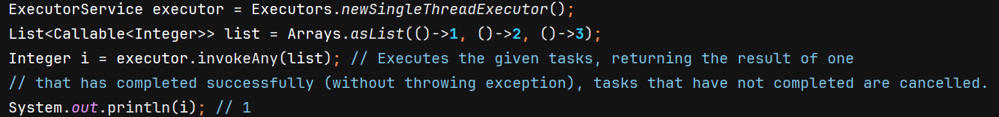 ExecutorService executor = Executors.newSingleThreadExecutor();
List<Callable<Integer>> list = Arrays.asList(()->1, ()->2, ()->3);
Integer i = executor.invokeAny(list); // Executes the given tasks, returning the result of one
// that has completed successfully (without throwing exception), tasks that have not completed are cancelled.
System.out.println(i); // 1